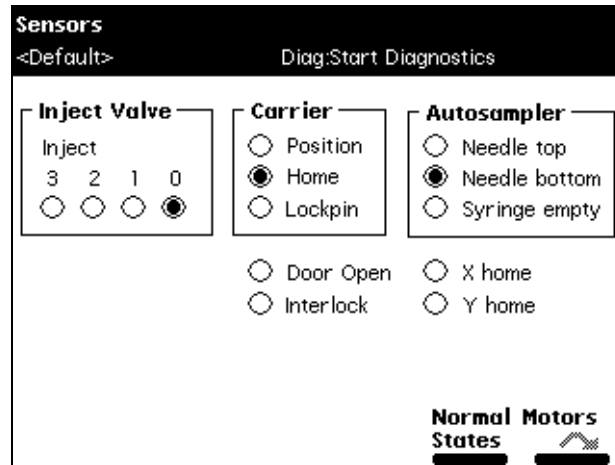 Sensors
<Default> Diag:Start Diagnostics
Inject Valve
Inject
3 2 1 0
Carrier
Position
Home
Lockpin
Door Open
Interlock
Autosampler
Needle top
Needle bottom
Syringe empty
X home
Y home
Normal States
Motors